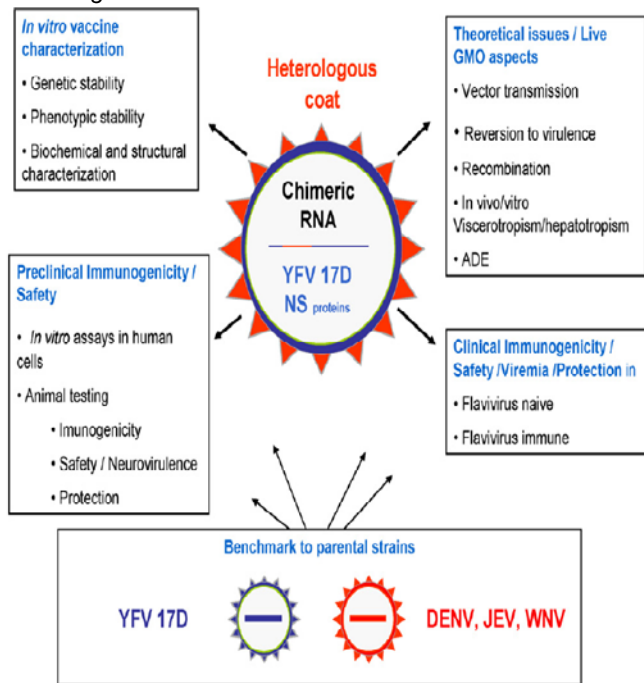 In vitro vaccine
characterization
• Genetic stability
• Phenotypic stability
• Biochemical and structural
characterization
Heterologous
coat
Theoretical issues / Live
GMO aspects
• Vector transmission
• Reversion to virulence
• Recombination
• In vivo/vitro
Viscerotropism/hepatotropism
• ADE
Chimeric
RNA
YFV 17D
NS proteins
Preclinical Immunogenicity /
Safety
• In vitro assays in human
cells
• Animal testing
• Imunogenicity
• Safety / Neurovirulence
• Protection
Clinical Immunogenicity /
Safety /Viremia /Protection in
• Flavivirus naive
• Flavivirus immune
Benchmark to parental strains
YFV 17D
DENV, JEV, WNV